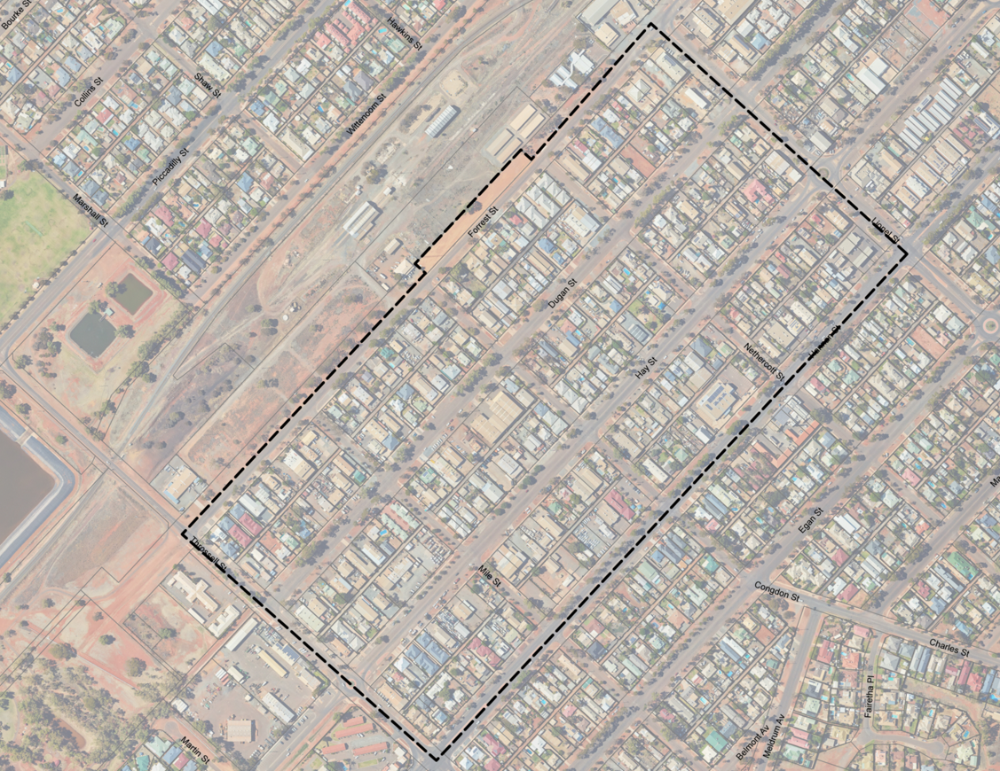 Bourke St
Hawkins St
Collins St
Shaw St
Wittenoom St
Piccadilly St
Marshall St
Forrest St
Lionel St
Dugan St
Nethercott St
Hay St
Egan St
Throssell St
Mile St
Congdon St
Charles St
Fairetha Pl
Belmont Av
Meldrum Av
Martin St